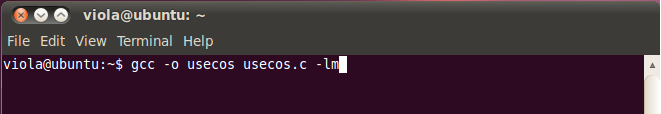 viola@ubuntu: ~
File Edit View Terminal Help
viola@ubuntu:~$ gcc -o usecos usecos.c -lm